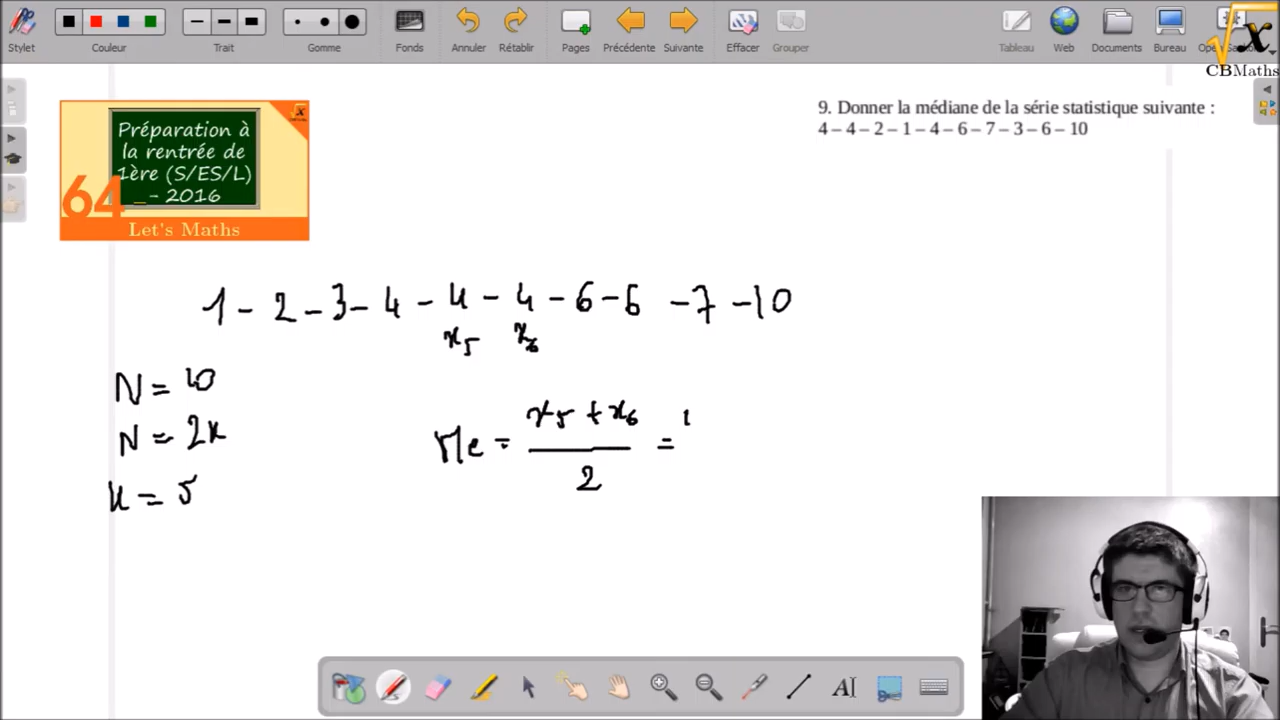 Stylet Couleur Trait Gomme Fonds Annuler Rétablir Pages Précédente Suivante Effacer Grouper Tableau Web Documents Bureau
CBMaths
Préparation à
la rentrée de
1ère (S/ES/L)
- 2016
64
Let's Maths
9. Donner la médiane de la série statistique suivante :
4 – 4 – 2 – 1 – 4 – 6 – 7 – 3 – 6 – 10
1 - 2 - 3 - 4 - 4 - 4 - 6 - 6 - 7 - 10
x5 x6
N = 10
N = 2k
k = 5
Me = x5 + x6 / 2 =